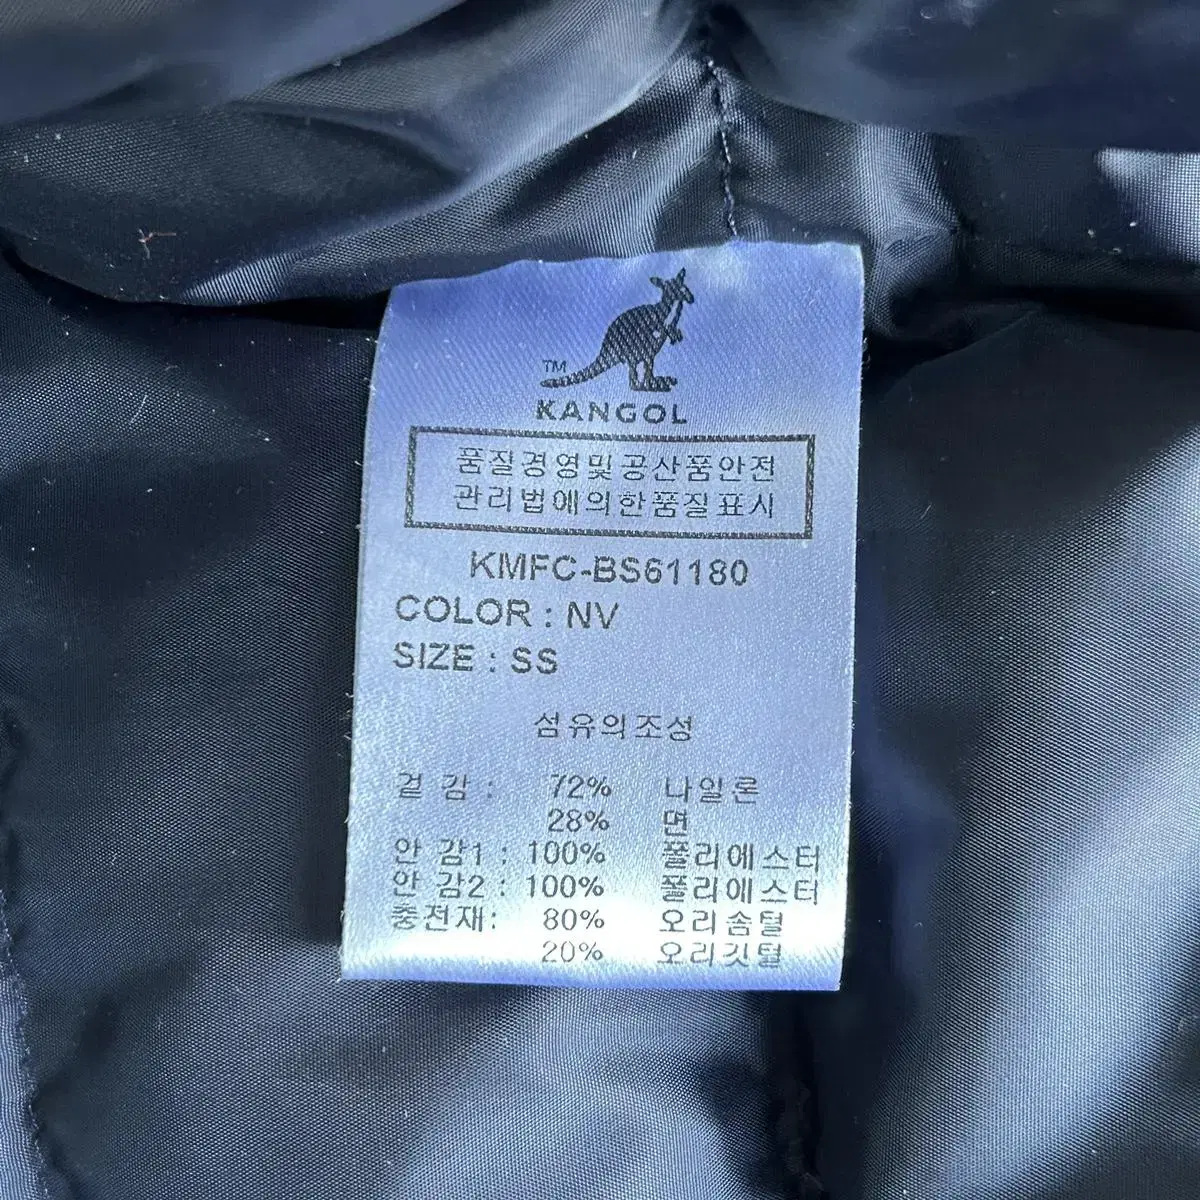 TM
KANGOL
품질경영및공산품안전
관리법에의한품질표시
KMFC-BS61180
COLOR : NV
SIZE : SS
섬유의조성
겉 감 : 72% 나일론
28% 면
안 감1 : 100% 폴리에스터
안 감2 : 100% 폴리에스터
충전재: 80% 오리솜털
20% 오리깃털